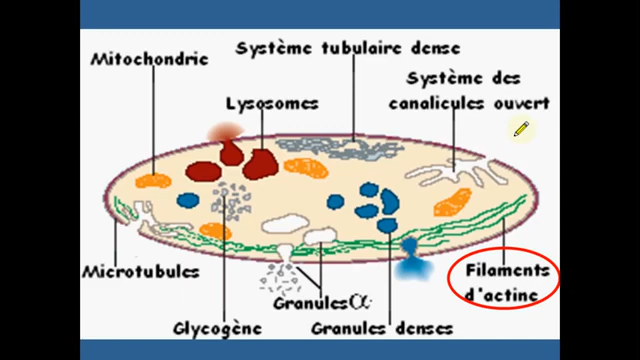 Système tubulaire dense
Mitochondrie
Système des
canalicules ouvert
Lysosomes
Microtubules
Filaments
d'actine
Granules α
Glycogène
Granules denses